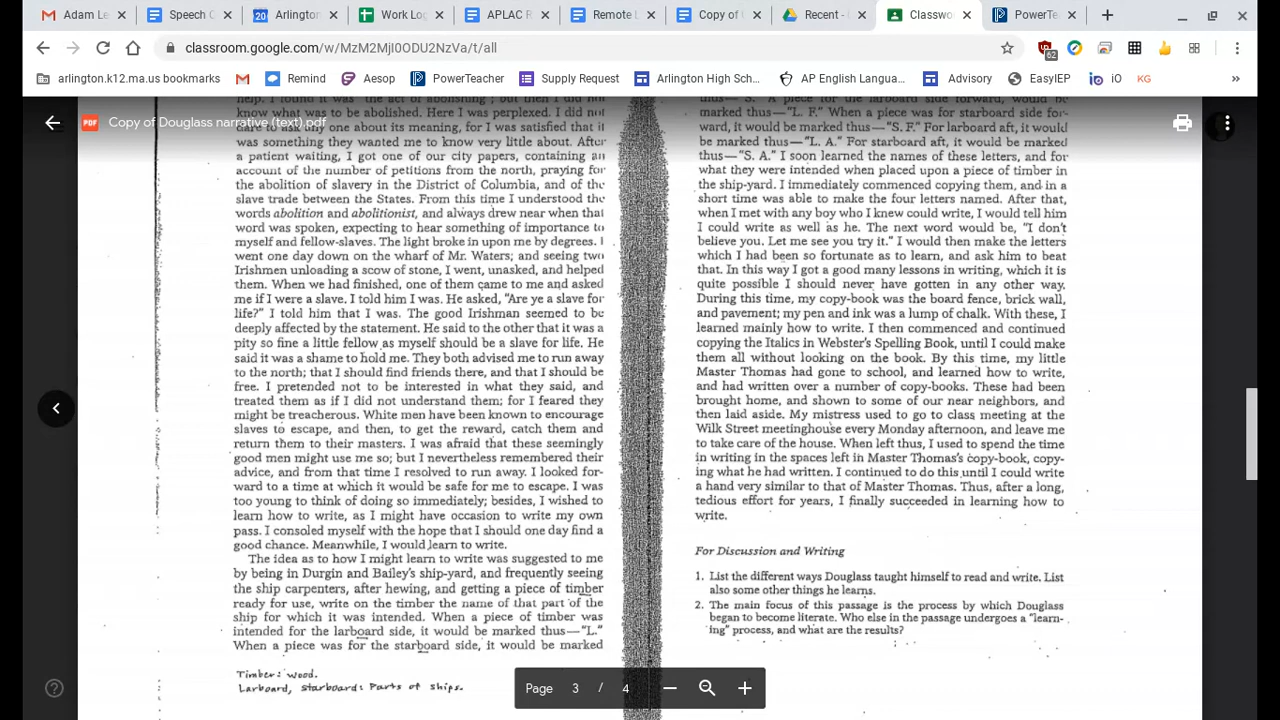 Adam Le
Speech C
20 Arlington
Work Log
APLAC R
Remote L
Copy of
Recent -
Classwo
PowerTe
classroom.google.com/w/MzM2MjI0ODU2NzVa/t/all
62
arlington.k12.ma.us bookmarks
Remind
Aesop
PowerTeacher
Supply Request
Arlington High Sch...
AP English Langua...
Advisory
EasyIEP
iO
KG
»
PDF Copy of Douglass narrative (text).pdf
help. I found it was "the act of abolishing"; but then I did not
know what was to be abolished. Here I was perplexed. I did not
care to ask any one about its meaning, for I was satisfied that it
was something they wanted me to know very little about. After
a patient waiting, I got one of our city papers, containing an
account of the number of petitions from the north, praying for
the abolition of slavery in the District of Columbia, and of the
slave trade between the States. From this time I understood the
words abolition and abolitionist, and always drew near when that
word was spoken, expecting to hear something of importance to
myself and fellow-slaves. The light broke in upon me by degrees. I
went one day down on the wharf of Mr. Waters; and seeing two
Irishmen unloading a scow of stone, I went, unasked, and helped
them. When we had finished, one of them came to me and asked
me if I were a slave. I told him I was. He asked, "Are ye a slave for
life?" I told him that I was. The good Irishman seemed to be
deeply affected by the statement. He said to the other that it was a
pity so fine a little fellow as myself should be a slave for life. He
said it was a shame to hold me. They both advised me to run away
to the north; that I should find friends there, and that I should be
free. I pretended not to be interested in what they said, and
treated them as if I did not understand them; for I feared they
might be treacherous. White men have been known to encourage
slaves to escape, and then, to get the reward, catch them and
return them to their masters. I was afraid that these seemingly
good men might use me so; but I nevertheless remembered their
advice, and from that time I resolved to run away. I looked for-
ward to a time at which it would be safe for me to escape. I was
too young to think of doing so immediately; besides, I wished to
learn how to write, as I might have occasion to write my own
pass. I consoled myself with the hope that I should one day find a
good chance. Meanwhile, I would learn to write.
The idea as to how I might learn to write was suggested to me
by being in Durgin and Bailey's ship-yard, and frequently seeing
the ship carpenters, after hewing, and getting a piece of timber
ready for use, write on the timber the name of that part of the
ship for which it was intended. When a piece of timber was
intended for the larboard side, it would be marked thus—"L."
When a piece was for the starboard side, it would be marked
Timber: wood.
Larboard, starboard: Parts of ships.
thus—"S." A piece for the larboard side forward, would be
marked thus—"L. F." When a piece was for starboard side for-
ward, it would be marked thus—"S. F." For larboard aft, it would
be marked thus—"L. A." For starboard aft, it would be marked
thus—"S. A." I soon learned the names of these letters, and for
what they were intended when placed upon a piece of timber in
the ship-yard. I immediately commenced copying them, and in a
short time was able to make the four letters named. After that,
when I met with any boy who I knew could write, I would tell him
I could write as well as he. The next word would be, "I don't
believe you. Let me see you try it." I would then make the letters
which I had been so fortunate as to learn, and ask him to beat
that. In this way I got a good many lessons in writing, which it is
quite possible I should never have gotten in any other way.
During this time, my copy-book was the board fence, brick wall,
and pavement; my pen and ink was a lump of chalk. With these, I
learned mainly how to write. I then commenced and continued
copying the Italics in Webster's Spelling Book, until I could make
them all without looking on the book. By this time, my little
Master Thomas had gone to school, and learned how to write,
and had written over a number of copy-books. These had been
brought home, and shown to some of our near neighbors, and
then laid aside. My mistress used to go to class meeting at the
Wilk Street meetinghouse every Monday afternoon, and leave me
to take care of the house. When left thus, I used to spend the time
in writing in the spaces left in Master Thomas's copy-book, copy-
ing what he had written. I continued to do this until I could write
a hand very similar to that of Master Thomas. Thus, after a long,
tedious effort for years, I finally succeeded in learning how to
write.
For Discussion and Writing
1. List the different ways Douglass taught himself to read and write. List
also some other things he learns.
2. The main focus of this passage is the process by which Douglass
began to become literate. Who else in the passage undergoes a "learn-
ing" process, and what are the results?
Page 3 / 4